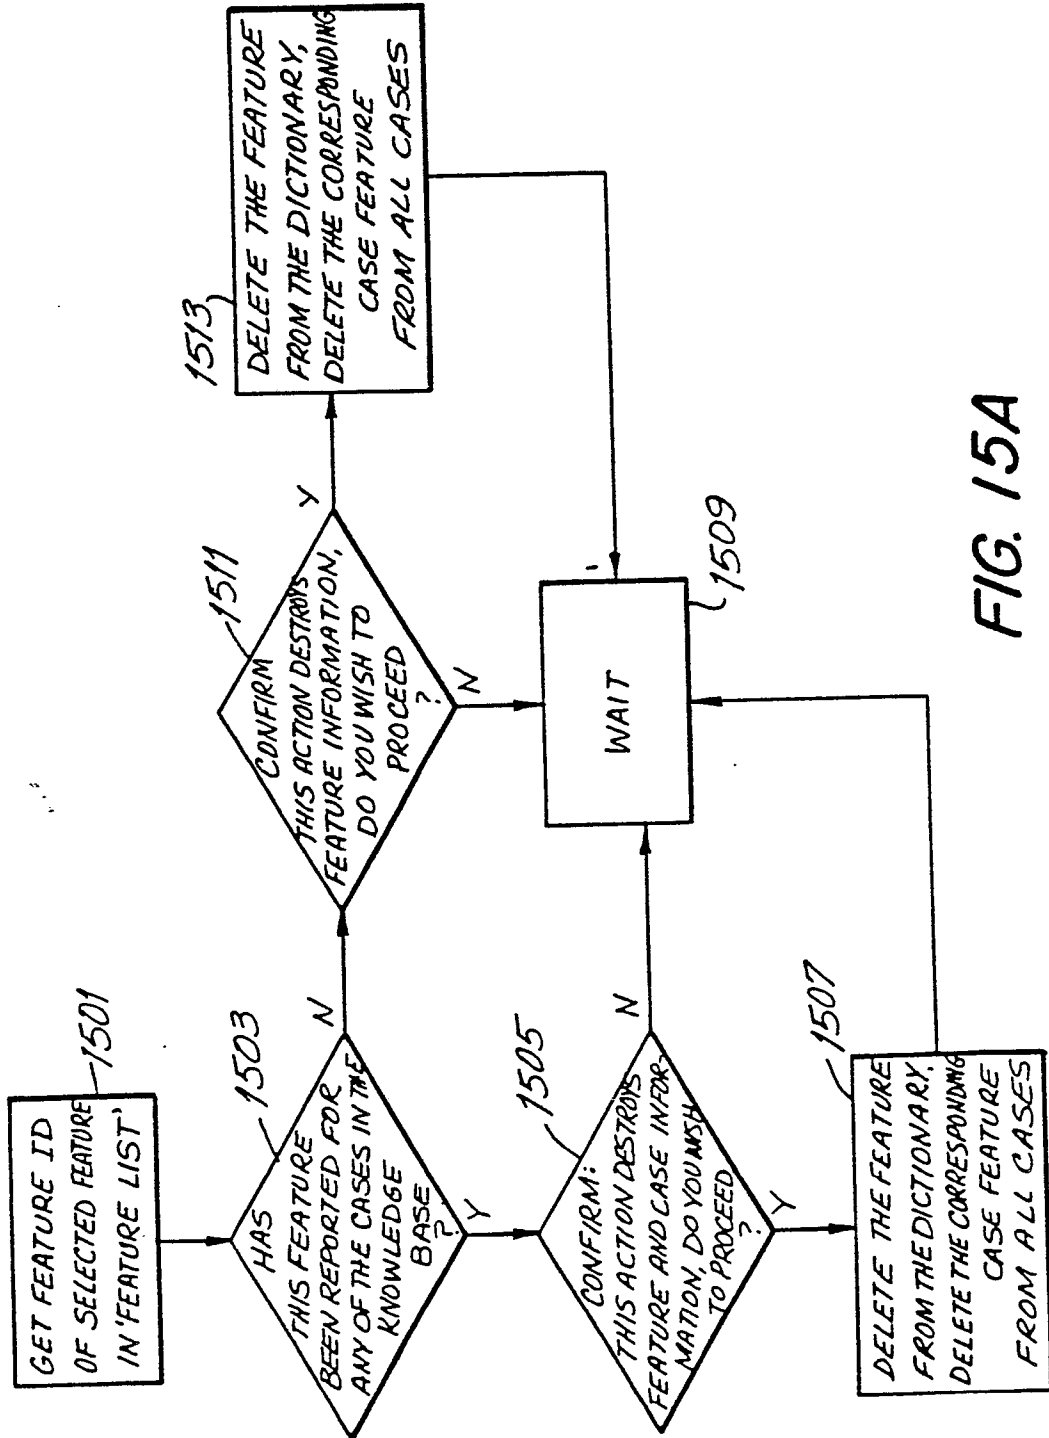 GET FEATURE ID
OF SELECTED FEATURE
IN 'FEATURE LIST'
1501
HAS
THIS FEATURE
BEEN REPORTED FOR
ANY OF THE CASES IN THE
KNOWLEDGE
BASE
?
1503
N
Y
CONFIRM:
THIS ACTION DESTROYS
FEATURE AND CASE INFOR-
MATION, DO YOU WISH
TO PROCEED
?
1505
N
Y
DELETE THE FEATURE
FROM THE DICTIONARY,
DELETE THE CORRESPONDING
CASE FEATURE
FROM ALL CASES
1507
CONFIRM
THIS ACTION DESTROYS
FEATURE INFORMATION,
DO YOU WISH TO
PROCEED
?
1511
Y
N
WAIT
1509
DELETE THE FEATURE
FROM THE DICTIONARY,
DELETE THE CORRESPONDING
CASE FEATURE
FROM ALL CASES
1513
FIG. 15A